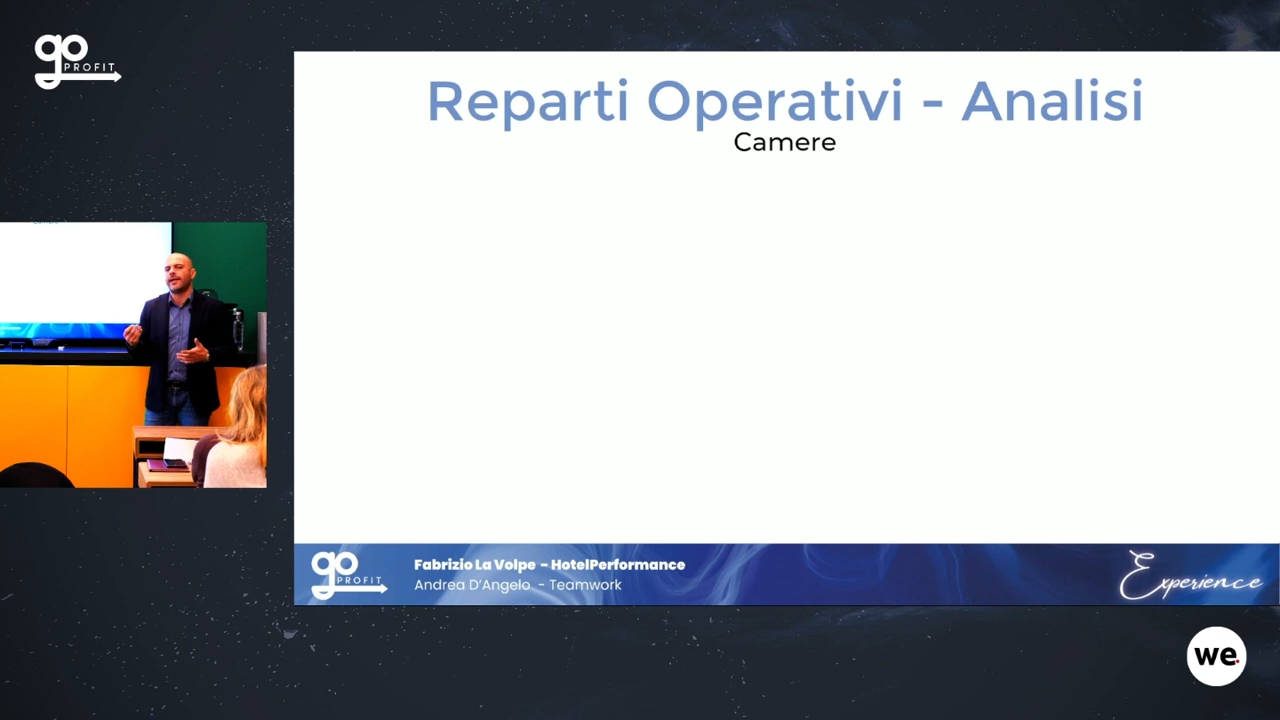 go
PROFIT
Reparti Operativi - Analisi
Camere
go
PROFIT
Fabrizio La Volpe - HotelPerformance
Andrea D'Angelo - Teamwork
Experience
we.